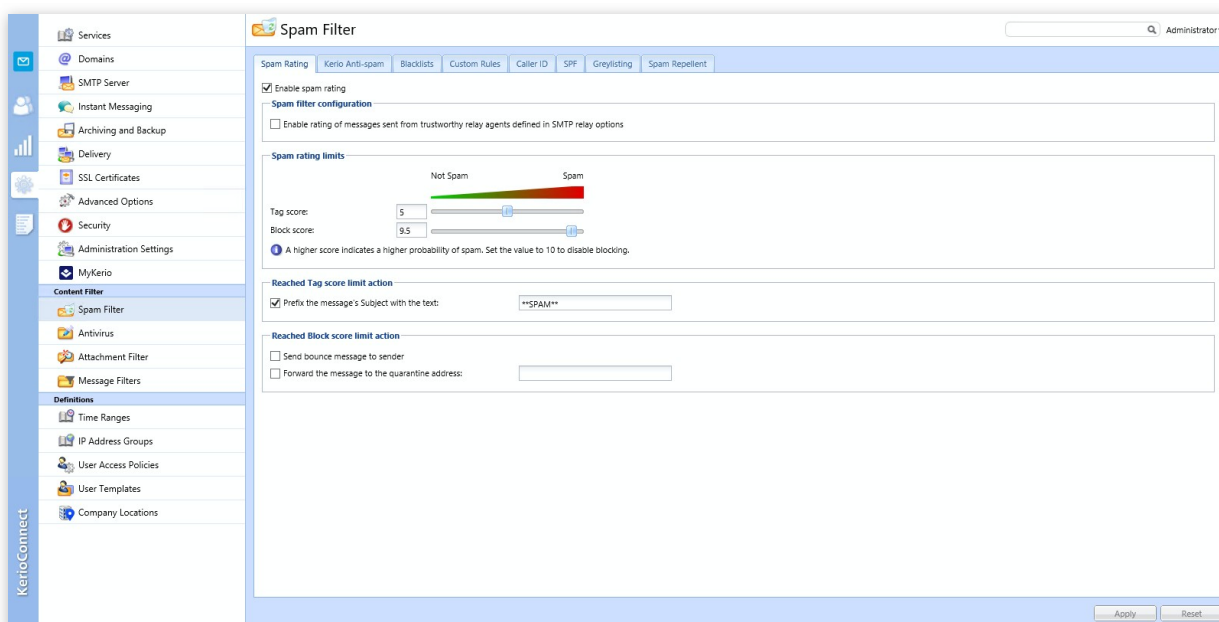 Services
Domains
SMTP Server
Instant Messaging
Archiving and Backup
Delivery
SSL Certificates
Advanced Options
Security
Administration Settings
MyKerio
Content Filter
Spam Filter
Antivirus
Attachment Filter
Message Filters
Definitions
Time Ranges
IP Address Groups
User Access Policies
User Templates
Company Locations
KerioConnect
Spam Filter
Administrator
Spam Rating Kerio Anti-spam Blacklists Custom Rules Caller ID SPF Greylisting Spam Repellent
Enable spam rating
Spam filter configuration
Enable rating of messages sent from trustworthy relay agents defined in SMTP relay options
Spam rating limits
Not Spam Spam
Tag score: 5
Block score: 9.5
A higher score indicates a higher probability of spam. Set the value to 10 to disable blocking.
Reached Tag score limit action
Prefix the message's Subject with the text: **SPAM**
Reached Block score limit action
Send bounce message to sender
Forward the message to the quarantine address:
Apply Reset